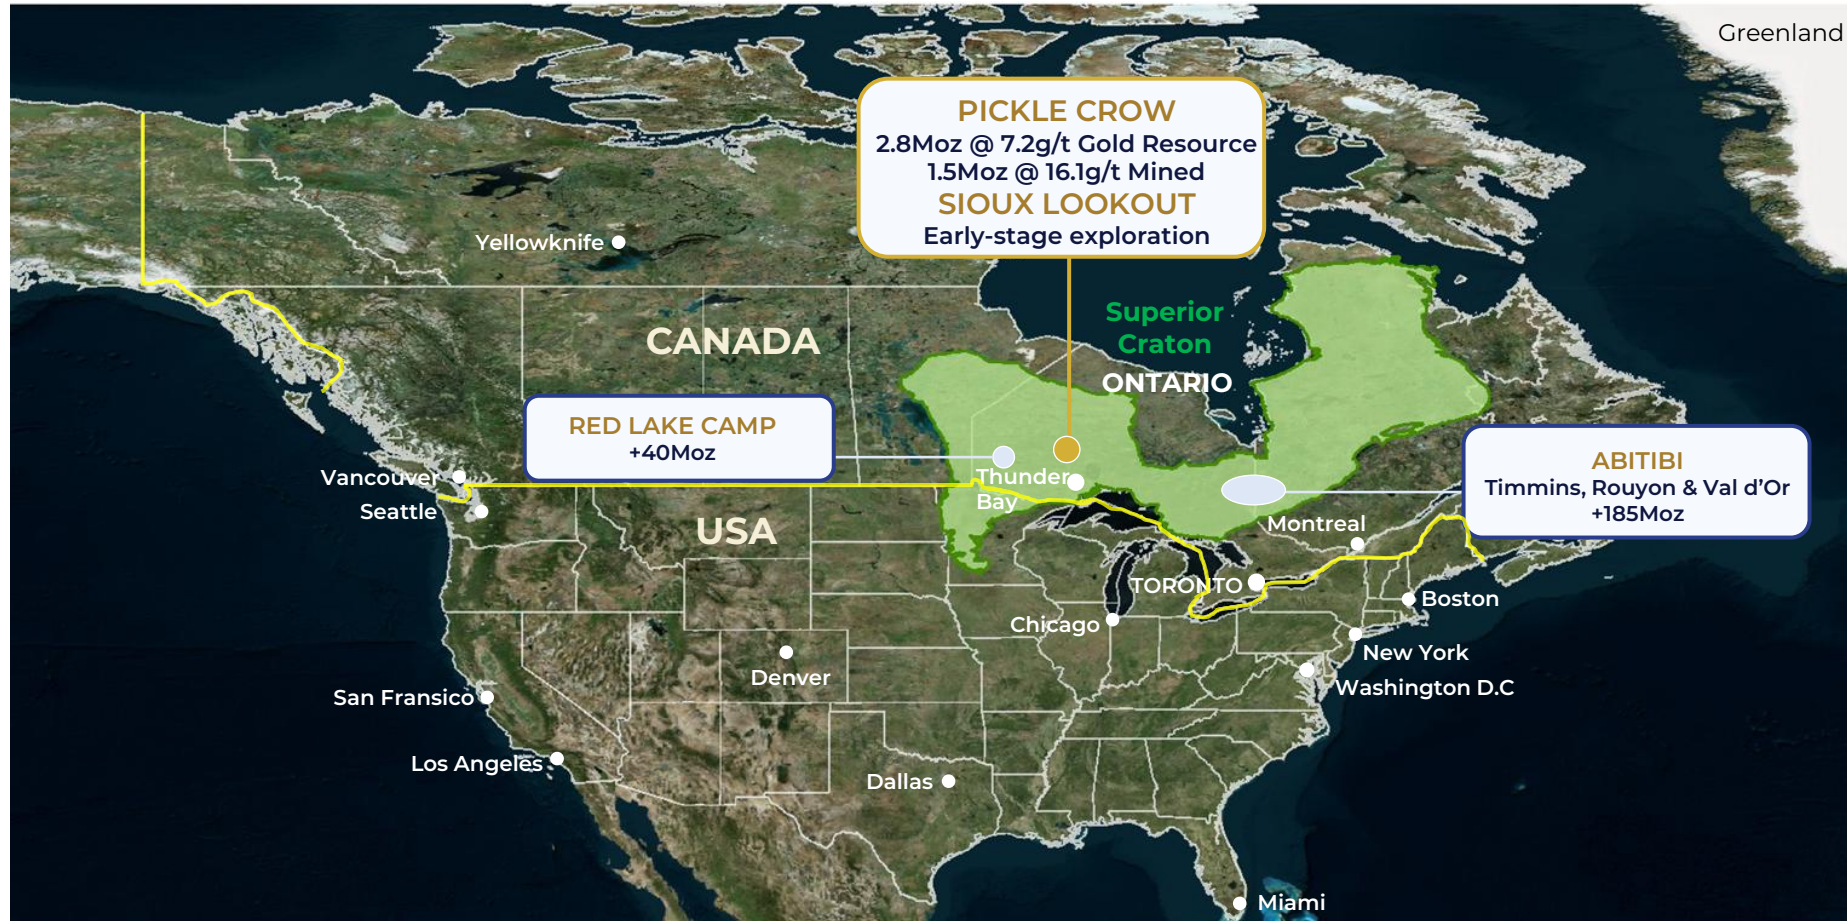 Greenland
PICKLE CROW
2.8Moz @ 7.2g/t Gold Resource
1.5Moz @ 16.1g/t Mined
SIOUX LOOKOUT
Early-stage exploration
Yellowknife
Superior
Craton
CANADA
ONTARIO
RED LAKE CAMP
+40Moz
ABITIBI
Timmins, Rouyon & Val d’Or
+185Moz
Vancouver
Thunder
Bay
Seattle
USA
Montreal
TORONTO
Boston
Chicago
New York
Denver
Washington D.C
San Fransico
Los Angeles
Dallas
Miami